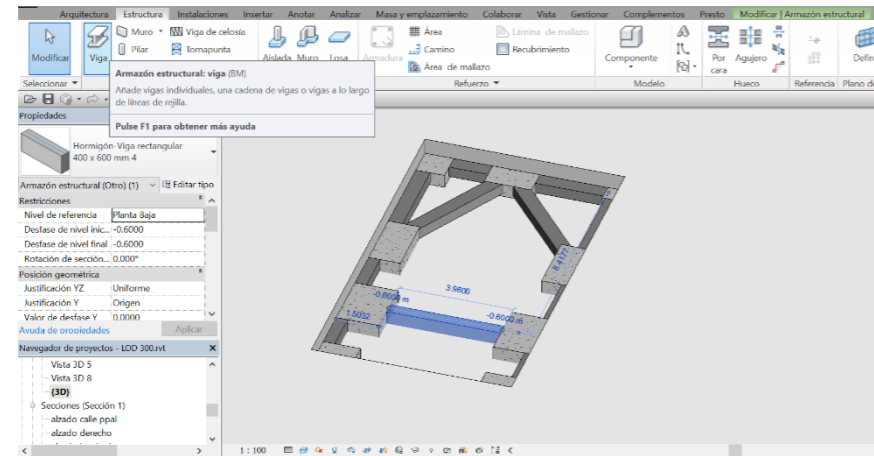 Arquitectura Estructura Instalaciones Insertar Anotar Analizar Masa y emplazamiento Colaborar Vista Gestionar Complementos Presto Modificar | Armazón estructural
Muro Viga de celosía Área Lámina de mallazo
Pilar Tornapunta Camino Recubrimiento
Modificar Viga Aislada Muro Losa Armadura Área de mallazo Componente Por cara Agujero Defin
Seleccionar Refuerzo Modelo Hueco Referencia Plano d
Armazón estructural: viga (BM)
Añade vigas individuales, una cadena de vigas o vigas a lo largo
de líneas de rejilla.
Pulse F1 para obtener más ayuda
Propiedades
Hormigón-Viga rectangular
400 x 600 mm 4
Armazón estructural (Otro) (1) Editar tipo
Restricciones
Nivel de referencia Planta Baja
Desfase de nivel inic... -0.6000
Desfase de nivel final -0.6000
Rotación de sección... 0.000°
Posición geométrica
Justificación YZ Uniforme
Justificación Y Origen
Valor de desfase Y 0.0000
Ayuda de propiedades Aplicar
Navegador de proyectos - LOD 300.rvt
Vista 3D 5
Vista 3D 8
{3D}
Secciones (Sección 1)
alzado calle ppal
alzado derecho
8.4177
3.9600
-0.6000 m
-0.6000 m
1.5032
1 : 100